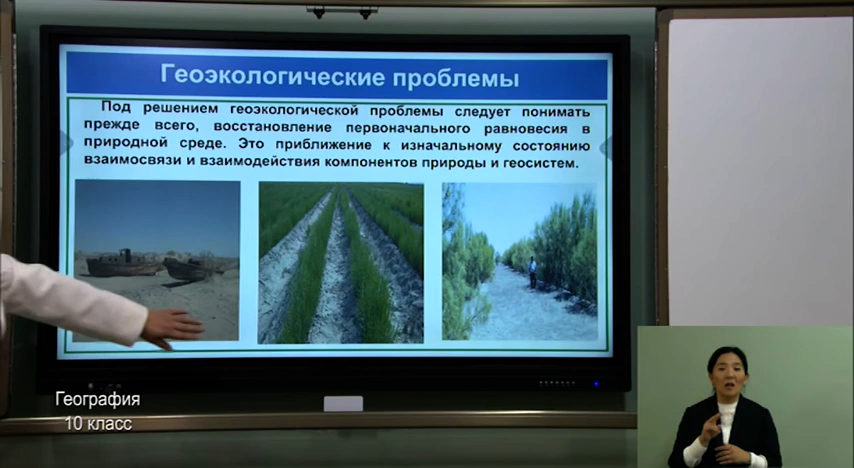 Геоэкологические проблемы
Под решением геоэкологической проблемы следует понимать
прежде всего, восстановление первоначального равновесия в
природной среде. Это приближение к изначальному состоянию
взаимосвязи и взаимодействия компонентов природы и геосистем.
География
10 класс